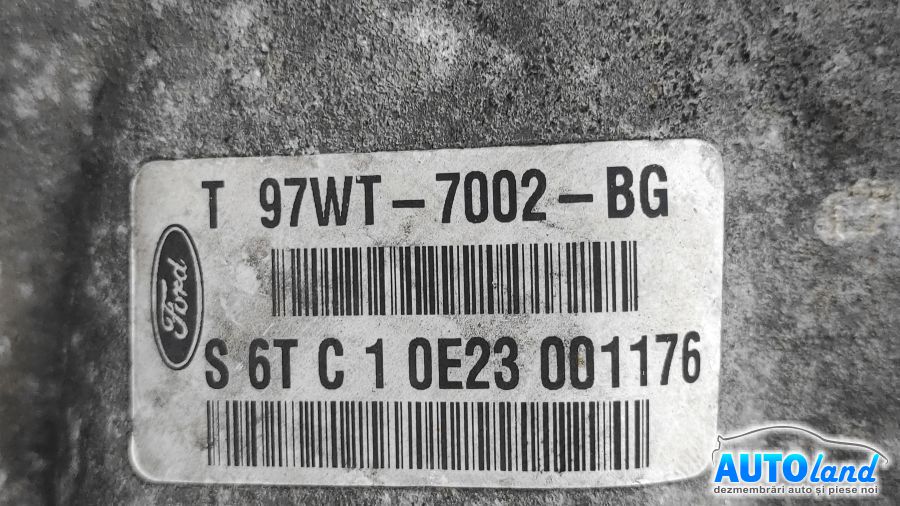 T 97WT-7002-BG
Ford
S 6T C 1 0E23 001176
AUTOland
dezmembrări auto și piese noi